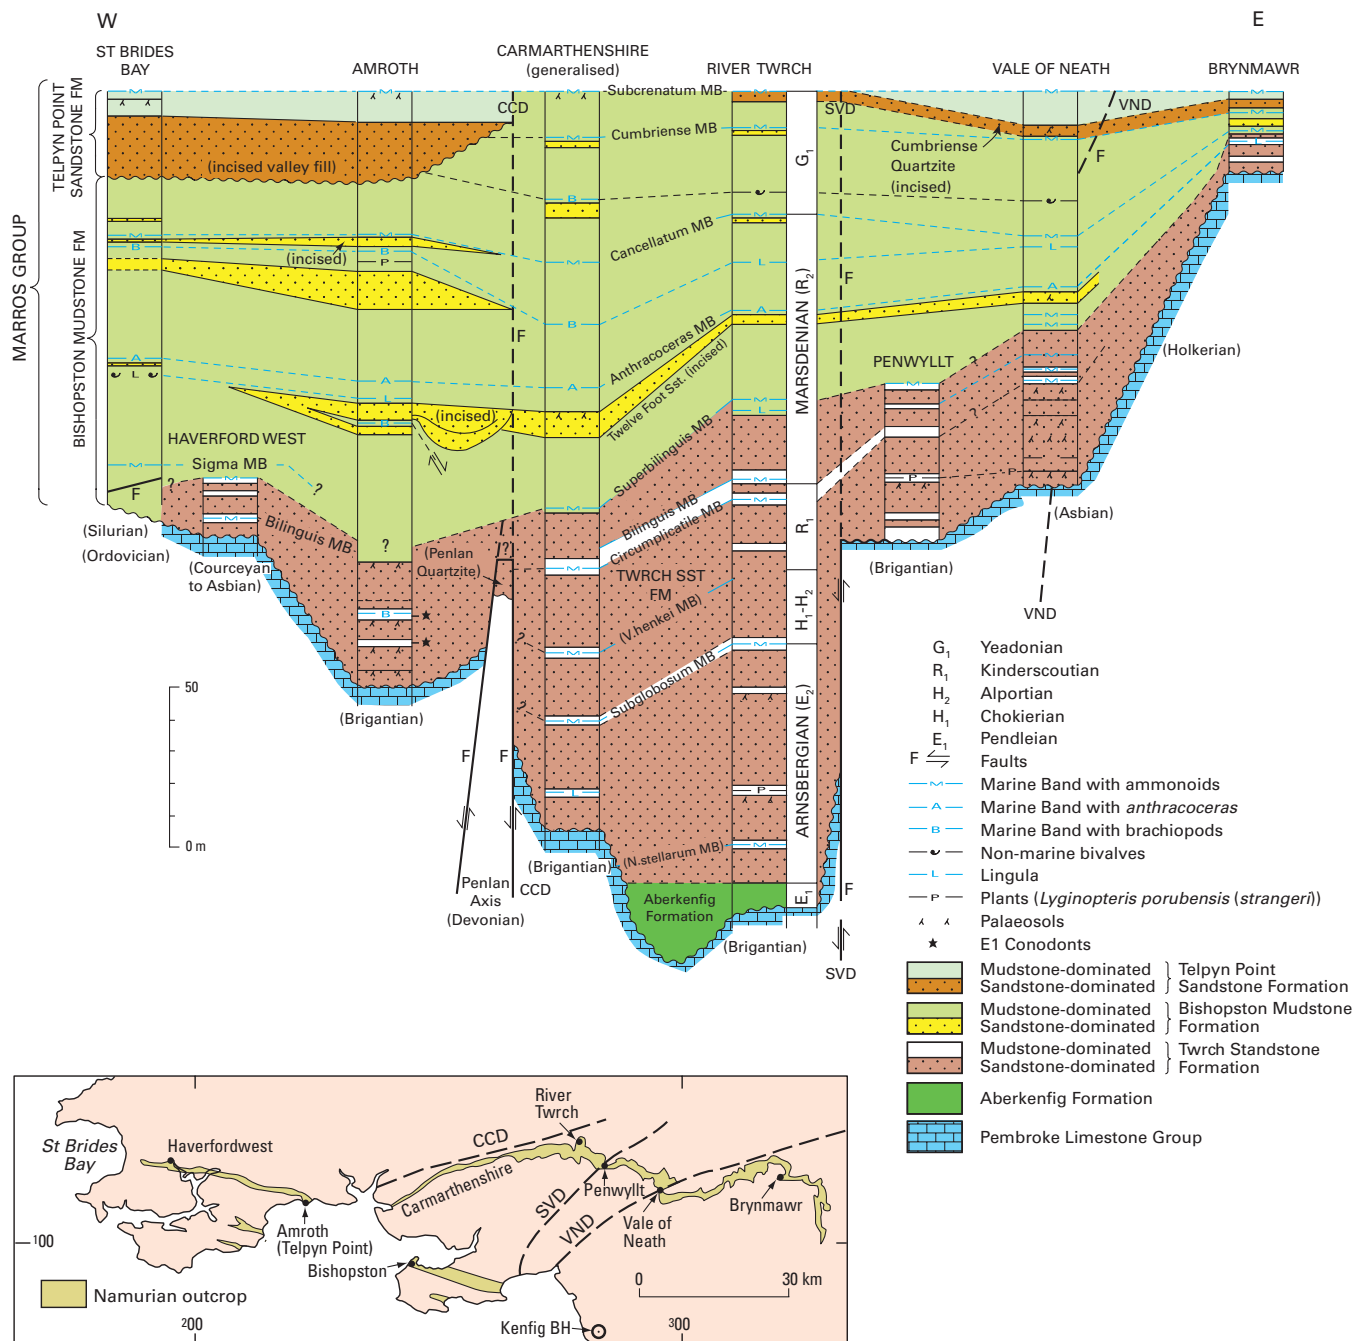 W
E
ST BRIDES
BAY
AMROTH
CARMARTHENSHIRE
(generalised)
RIVER TWRCH
VALE OF NEATH
BRYNMAWR
MARROS GROUP
TELPYN POINT
SANDSTONE FM
BISHOPSTON MUDSTONE FM
M
M
M
Subcrenatum MB
M
M
M
CCD
SVD
VND
(incised valley fill)
M
Cumbriense MB
M
Cumbriense
Quartzite
(incised)
M
M
M
L
F
G1
B
M
M
B
(incised)
M
B
P
Cancellatum MB
M
M
L
M
L
F
F
B
A
A
MARSDENIAN (R2)
M
M
(Holkerian)
A
L
A
L
B
A
(incised)
Anthracoceras MB
Twelve Foot Sst. (incised)
M
L
PENWYLLT
M
?
M
M
M
?
HAVERFORD WEST
M
Sigma MB
?
?
M
F
(Silurian)
(Ordovician)
M
Bilinguis MB
(Courceyan
to Asbian)
?
(Penlan
Quartzite)
?
Superbilinguis MB
M
Bilinguis MB
M
Circumplicatile MB
M
M
R1
P
P
(Asbian)
(Brigantian)
VND
TWRCH SST
FM
(V.henkei MB)
H1-H2
B
?
M
Subglobosum MB
M
?
M
50
0 m
(Brigantian)
F
F
L
P
ARNSBERGIAN (E2)
(N.stellarum MB)
M
(Brigantian)
Penlan
Axis
(Devonian)
CCD
Aberkenfig
Formation
E1
F
(Brigantian)
SVD
G1 Yeadonian
R1 Kinderscoutian
H2 Alportian
H1 Chokierian
E1 Pendleian
F Faults
M Marine Band with ammonoids
A Marine Band with anthracoceras
B Marine Band with brachiopods
Non-marine bivalves
L Lingula
P Plants (Lyginopteris porubensis (strangeri))
Palaeosols
E1 Conodonts
Mudstone-dominated Telpyn Point
Sandstone-dominated Sandstone Formation
Mudstone-dominated Bishopston Mudstone
Sandstone-dominated Formation
Mudstone-dominated Twrch Standstone
Sandstone-dominated Formation
Aberkenfig Formation
Pembroke Limestone Group
St Brides
Bay
Haverfordwest
River
Twrch
CCD
Carmarthenshire
SVD
Penwyllt
VND
Vale of
Neath
Brynmawr
Amroth
(Telpyn Point)
100
Bishopston
0
30 km
Namurian outcrop
200
Kenfig BH
300